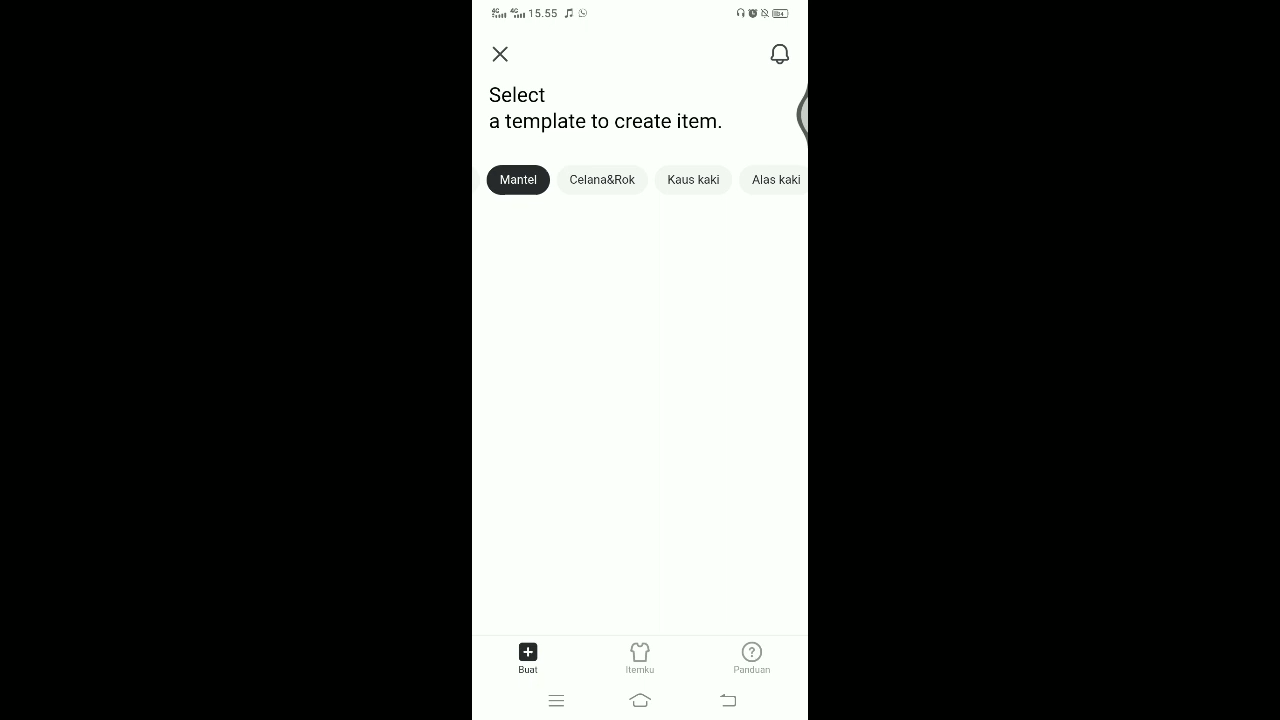 15.55
Select
a template to create item.
Mantel Celana&Rok Kaus kaki Alas kaki
Buat Itemku Panduan